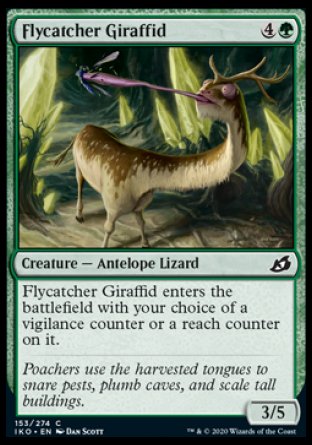 Flycatcher Giraffid 4
Creature — Antelope Lizard
Flycatcher Giraffid enters the
battlefield with your choice of a
vigilance counter or a reach counter
on it.
Poachers use the harvested tongues to
snare pests, plumb caves, and scale tall
buildings.
153/274 C
IKO • EN DAN SCOTT
™ & © 2020 Wizards of the Coast
3/5